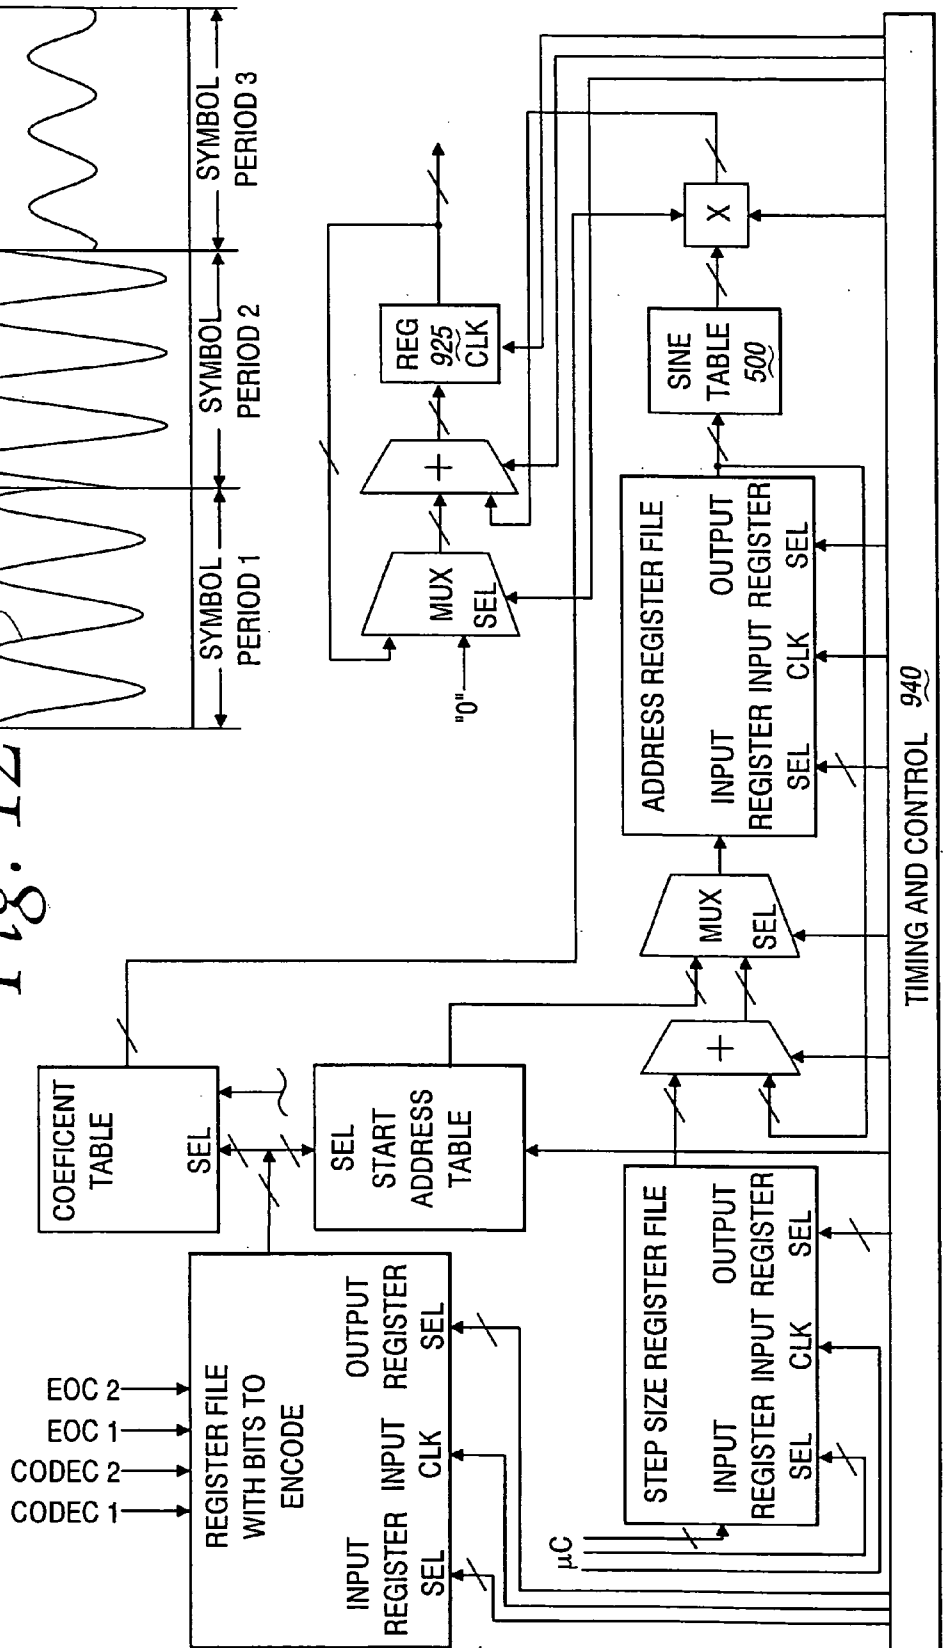 Fig. 12
SYMBOL
PERIOD 1
SYMBOL
PERIOD 2
SYMBOL
PERIOD 3
CODEC 1
CODEC 2
EOC 1
EOC 2
REGISTER FILE
WITH BITS TO
ENCODE
INPUT
REGISTER INPUT
SEL CLK
OUTPUT
REGISTER
SEL
COEFICENT
TABLE
SEL
SEL
START
ADDRESS
TABLE
"0"
MUX
SEL
+
REG
925
CLK
µC
STEP SIZE REGISTER FILE
INPUT OUTPUT
REGISTER INPUT REGISTER
SEL CLK SEL
+
MUX
SEL
ADDRESS REGISTER FILE
INPUT OUTPUT
REGISTER INPUT REGISTER
SEL CLK SEL
SINE
TABLE
500
X
TIMING AND CONTROL 940